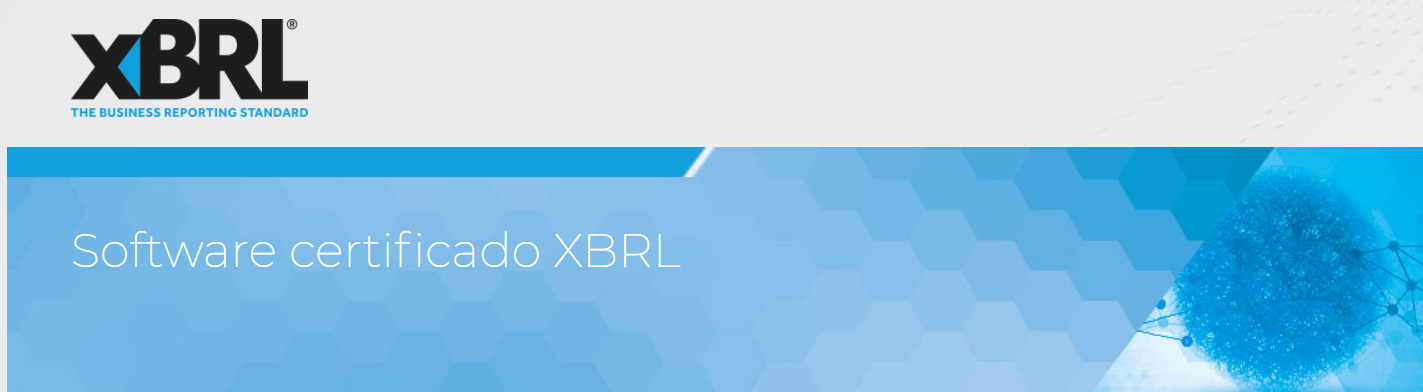 xBRL®
THE BUSINESS REPORTING STANDARD
Software certificado XBRL